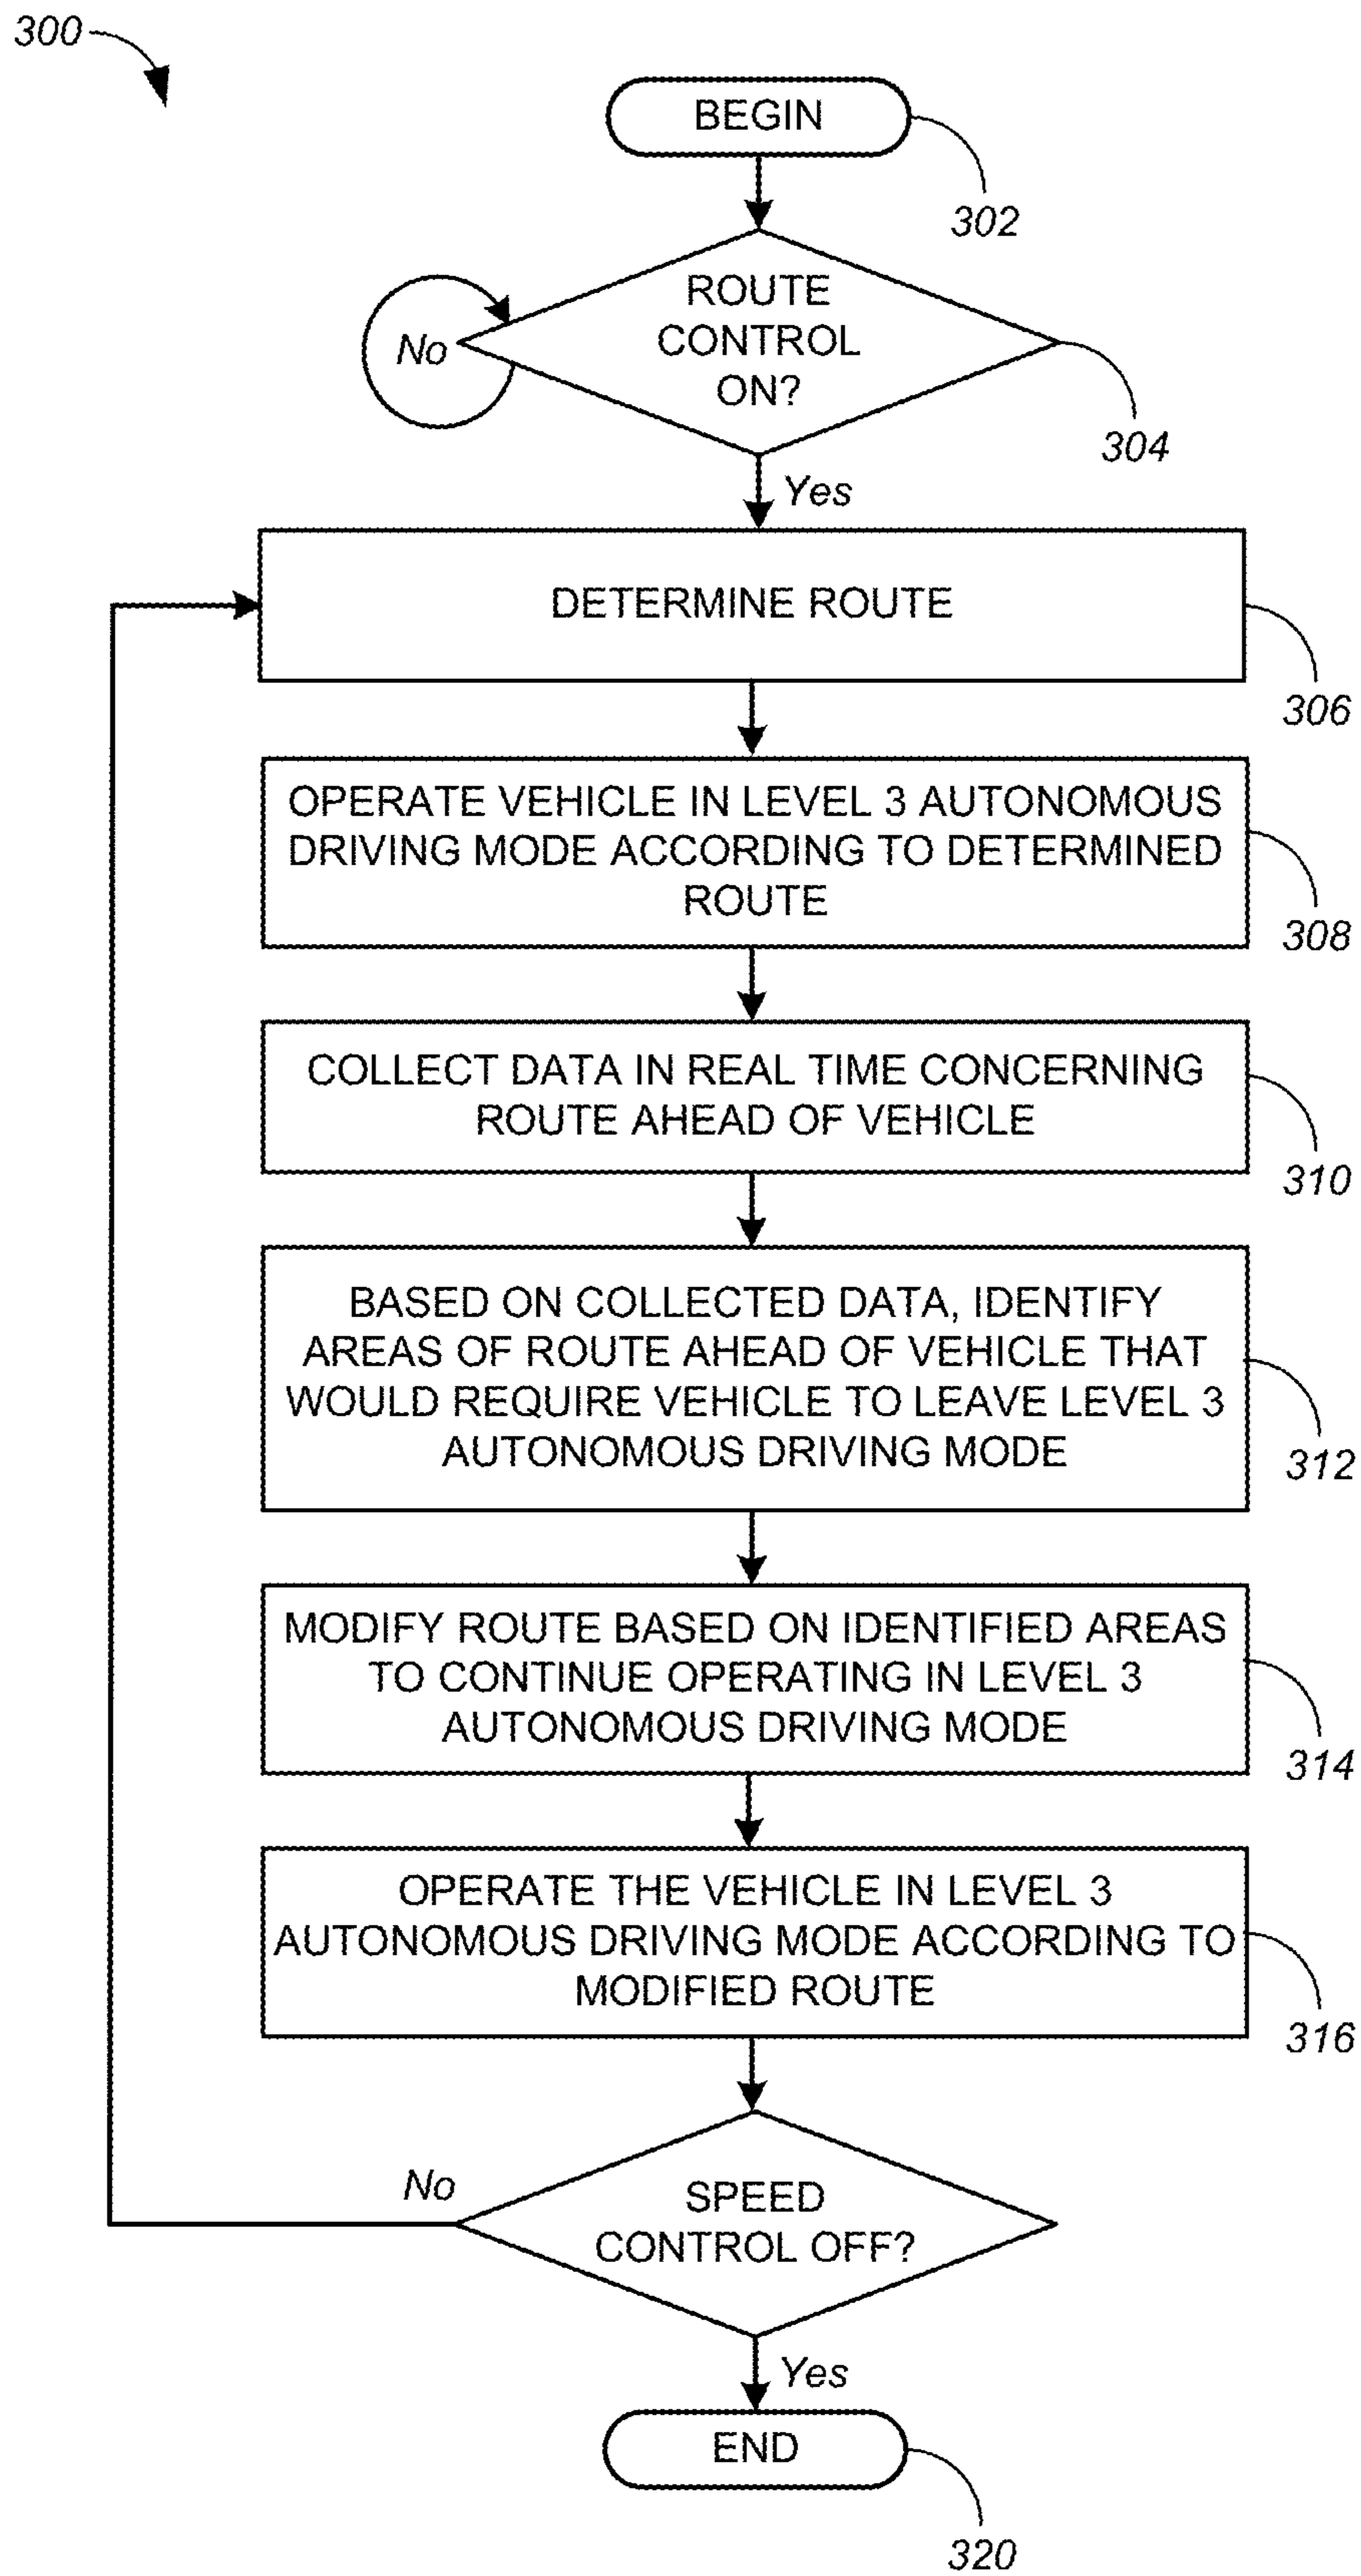 300
BEGIN
302
ROUTE
CONTROL
ON?
No
304
Yes
DETERMINE ROUTE
306
OPERATE VEHICLE IN LEVEL 3 AUTONOMOUS
DRIVING MODE ACCORDING TO DETERMINED
ROUTE
308
COLLECT DATA IN REAL TIME CONCERNING
ROUTE AHEAD OF VEHICLE
310
BASED ON COLLECTED DATA, IDENTIFY
AREAS OF ROUTE AHEAD OF VEHICLE THAT
WOULD REQUIRE VEHICLE TO LEAVE LEVEL 3
AUTONOMOUS DRIVING MODE
312
MODIFY ROUTE BASED ON IDENTIFIED AREAS
TO CONTINUE OPERATING IN LEVEL 3
AUTONOMOUS DRIVING MODE
314
OPERATE THE VEHICLE IN LEVEL 3
AUTONOMOUS DRIVING MODE ACCORDING TO
MODIFIED ROUTE
316
No
SPEED
CONTROL OFF?
Yes
END
320